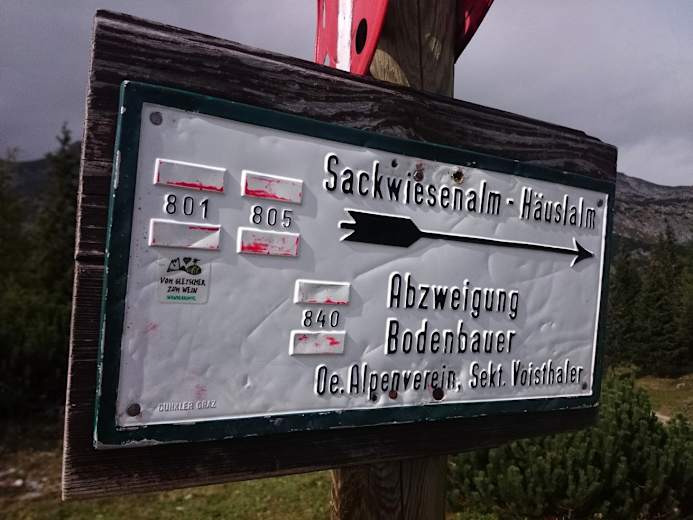 Sackwiesenalm - Häuslalm
801 805
VOM GLETSCHER
ZUM WEIN
Abzweigung
840
Bodenbauer
Oe. Alpenverein, Sekt. Voisthaler
GUNKLER GRAZ